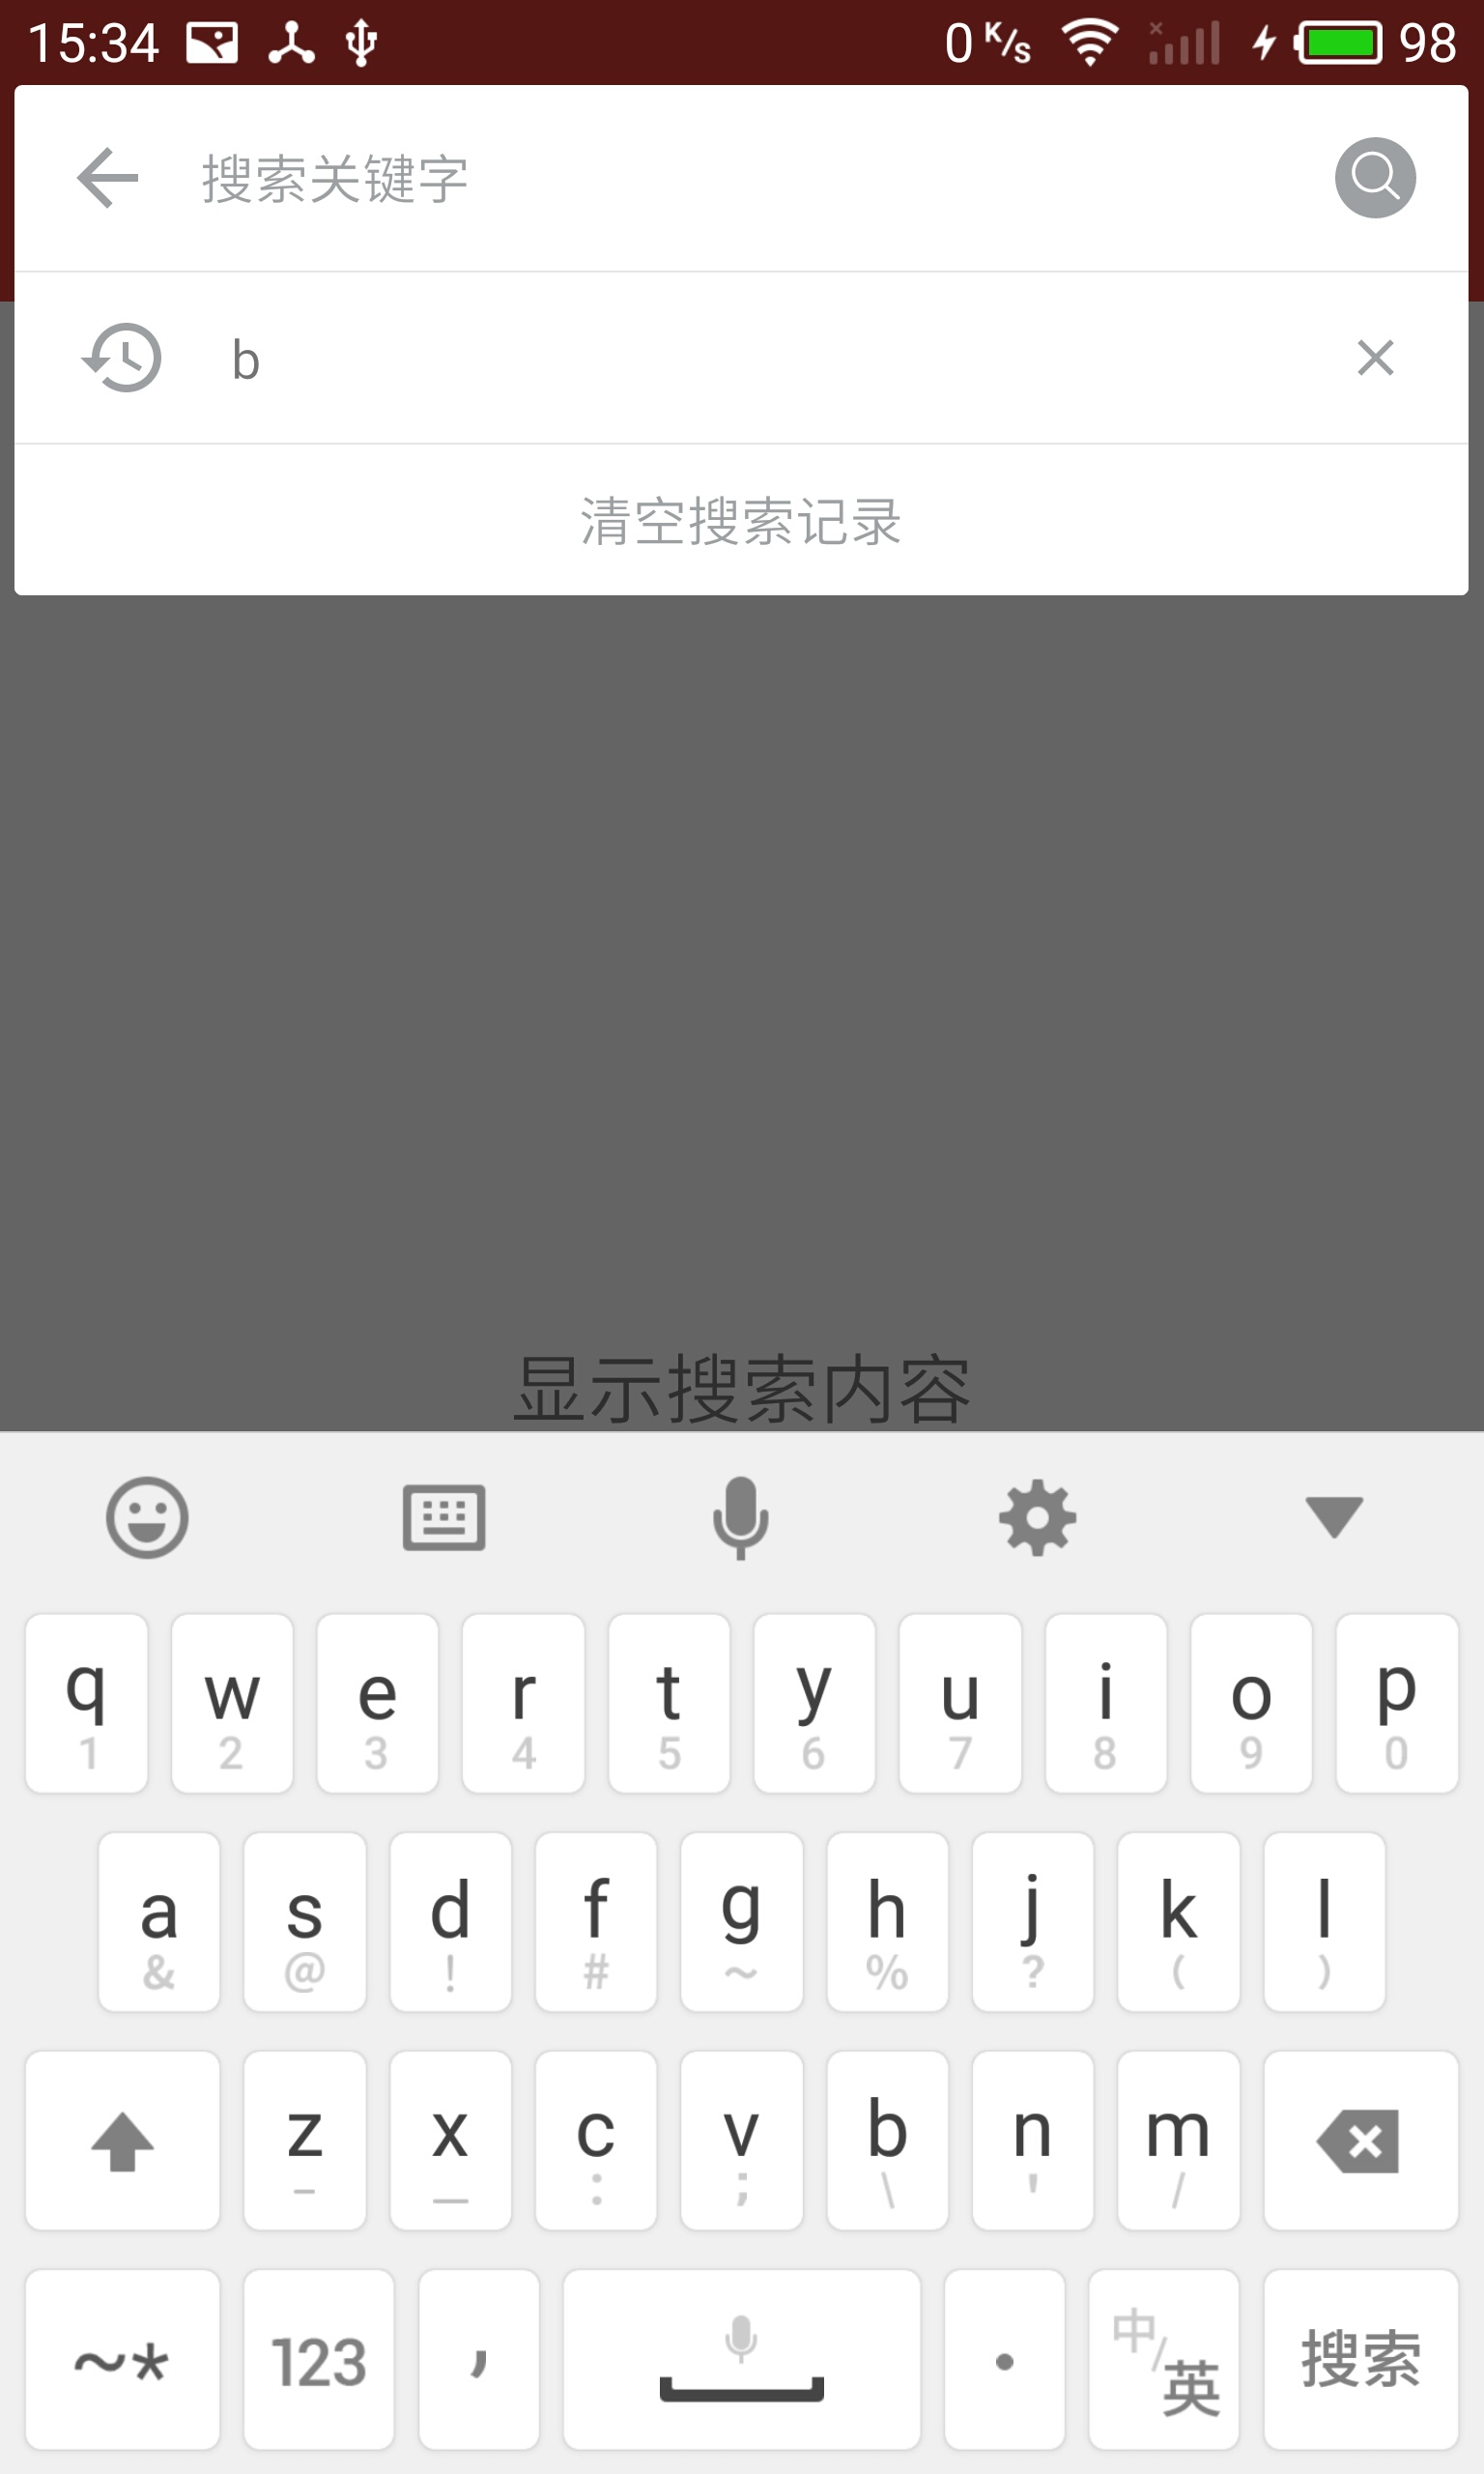 15:34 0 K/s 98
搜索关键字
b
清空搜索记录
显示搜索内容
q w e r t y u i o p
1 2 3 4 5 6 7 8 9 0
a s d f g h j k l
& @ ! # ~ % ? ( )
z x c v b n m
- _ : ; \ ' /
~* 123 , . 中/英 搜索